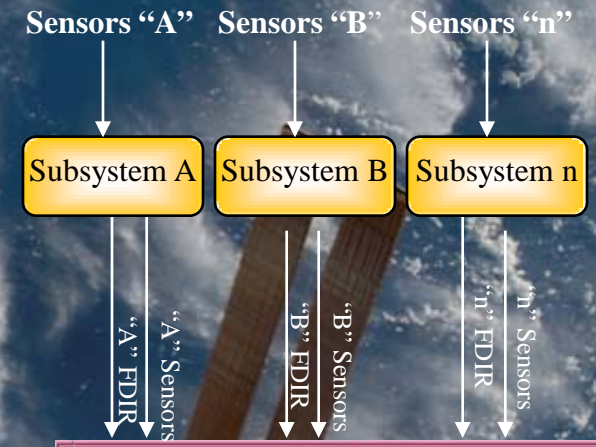 Sensors “A” Sensors “B” Sensors “n”
Subsystem A Subsystem B Subsystem n
“A” FDIR
“A” Sensors
“B” FDIR
“B” Sensors
“n” FDIR
“n” Sensors